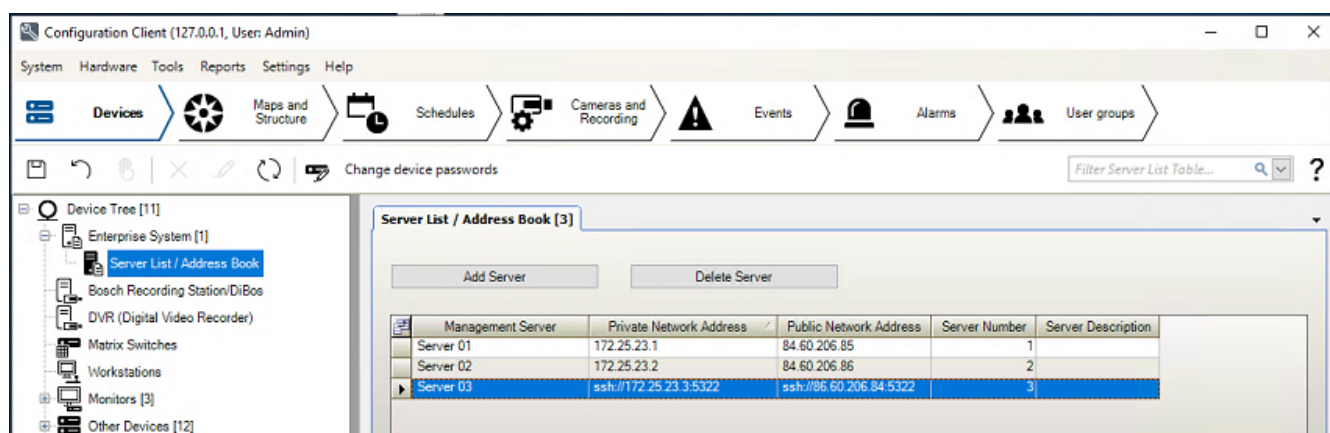 Configuration Client (127.0.0.1, User: Admin)
System Hardware Tools Reports Settings Help
Devices
Maps and
Structure
Schedules
Cameras and
Recording
Events
Alarms
User groups
Change device passwords
Filter Server List Table...
?
Device Tree [11]
Enterprise System [1]
Server List / Address Book
Bosch Recording Station/DiBos
DVR (Digital Video Recorder)
Matrix Switches
Workstations
Monitors [3]
Other Devices [12]
Server List / Address Book [3]
Add Server Delete Server
Management Server Private Network Address Public Network Address Server Number Server Description
Server 01 172.25.23.1 84.60.206.85 1
Server 02 172.25.23.2 84.60.206.86 2
Server 03 ssh://172.25.23.3:5322 ssh://86.60.206.84:5322 3